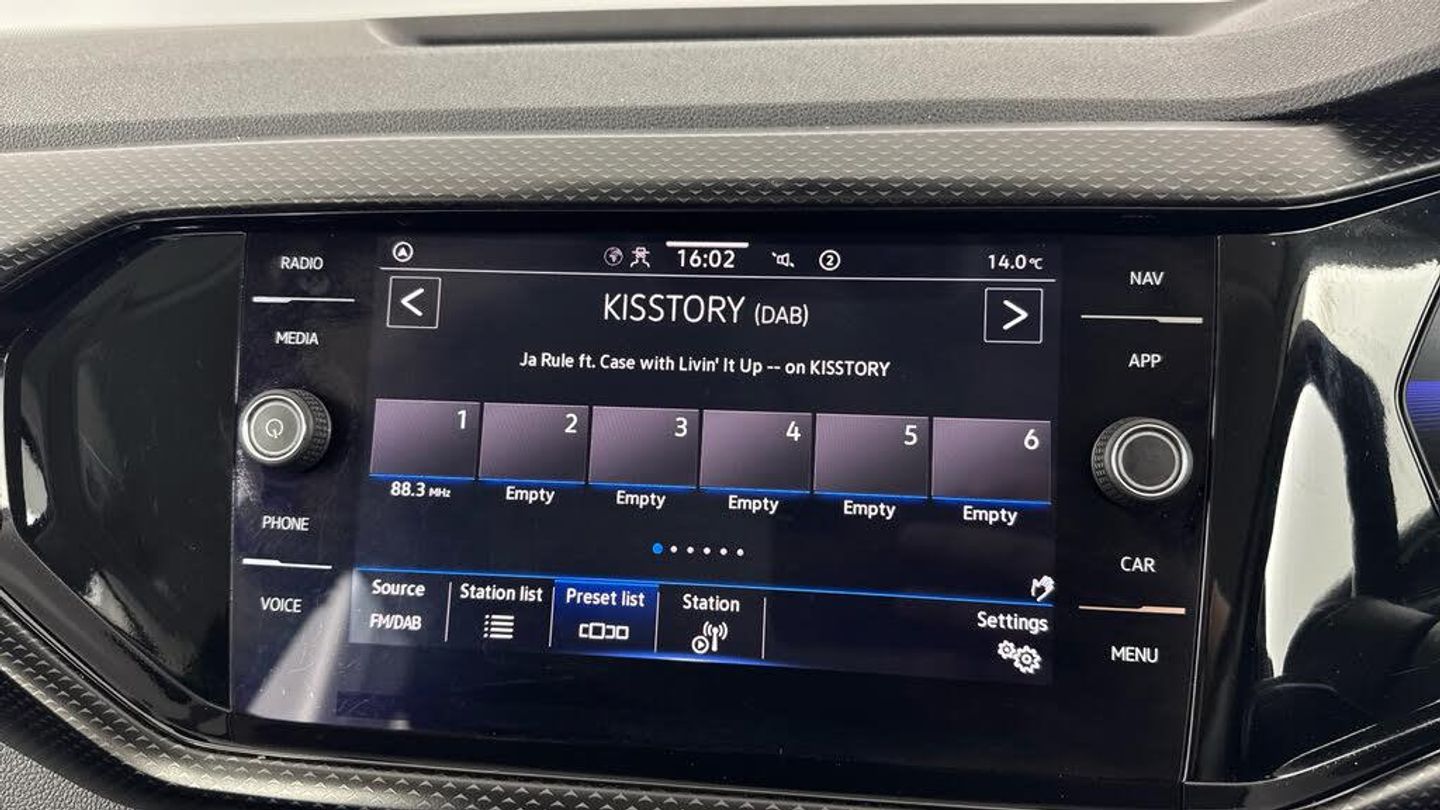 RADIO
MEDIA
PHONE
VOICE
16:02
2
14.0°C
<
KISSTORY (DAB)
>
Ja Rule ft. Case with Livin' It Up -- on KISSTORY
1 2 3 4 5 6
88.3 MHz Empty Empty Empty Empty Empty
Source Station list Preset list Station Settings
FM/DAB
NAV
APP
CAR
MENU